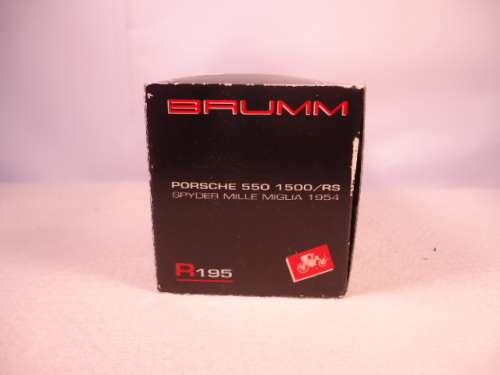 BRUMM
PORSCHE 550 1500/RS
SPYDER MILLE MIGLIA 1954
R195